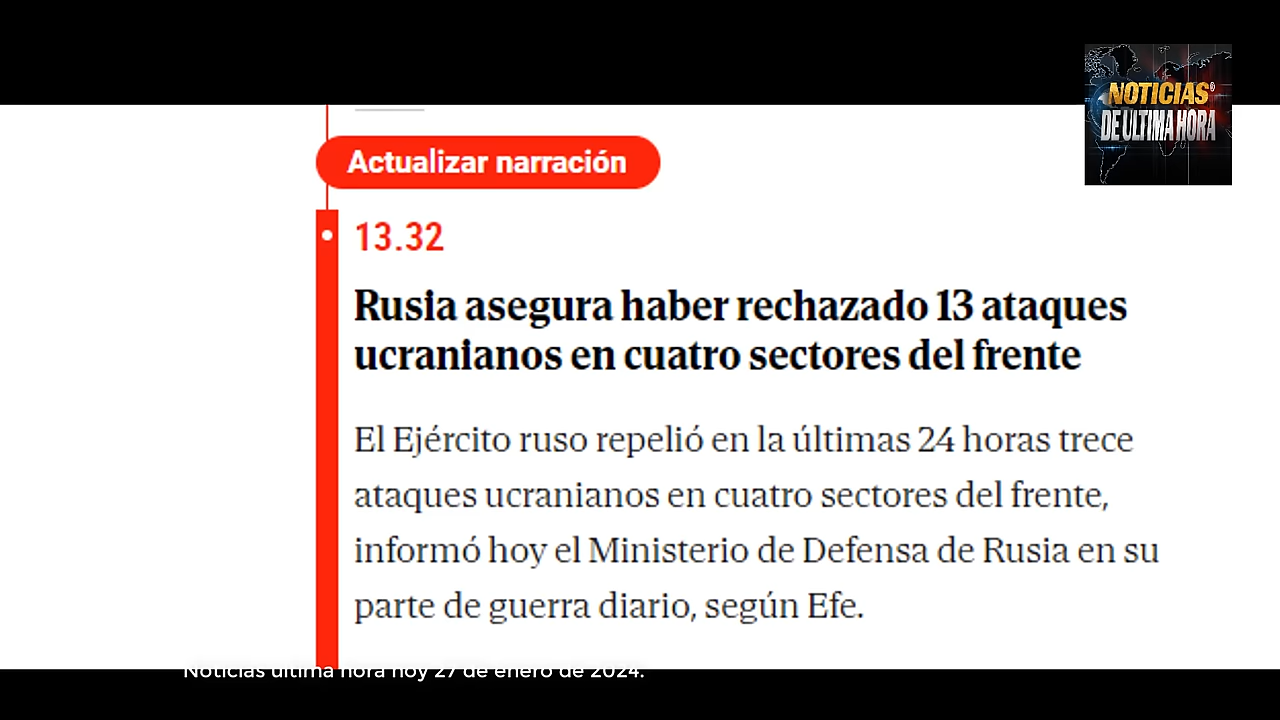 NOTICIAS
DE ULTIMA HORA
Actualizar narración
13.32
Rusia asegura haber rechazado 13 ataques
ucranianos en cuatro sectores del frente
El Ejército ruso repelió en la últimas 24 horas trece
ataques ucranianos en cuatro sectores del frente,
informó hoy el Ministerio de Defensa de Rusia en su
parte de guerra diario, según Efe.
Noticias última hora hoy 27 de enero de 2024.